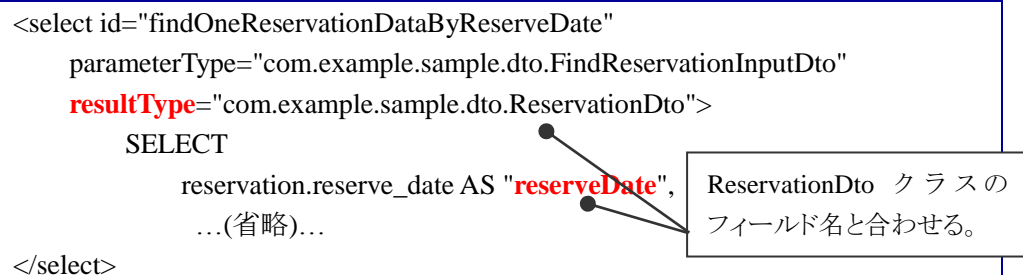 <select id="findOneReservationDataByReserveDate"
parameterType="com.example.sample.dto.FindReservationInputDto"
resultType="com.example.sample.dto.ReservationDto">
SELECT
reservation.reserve_date AS "reserveDate",
…(省略)…
</select>
ReservationDto クラスの
フィールド名と合わせる。